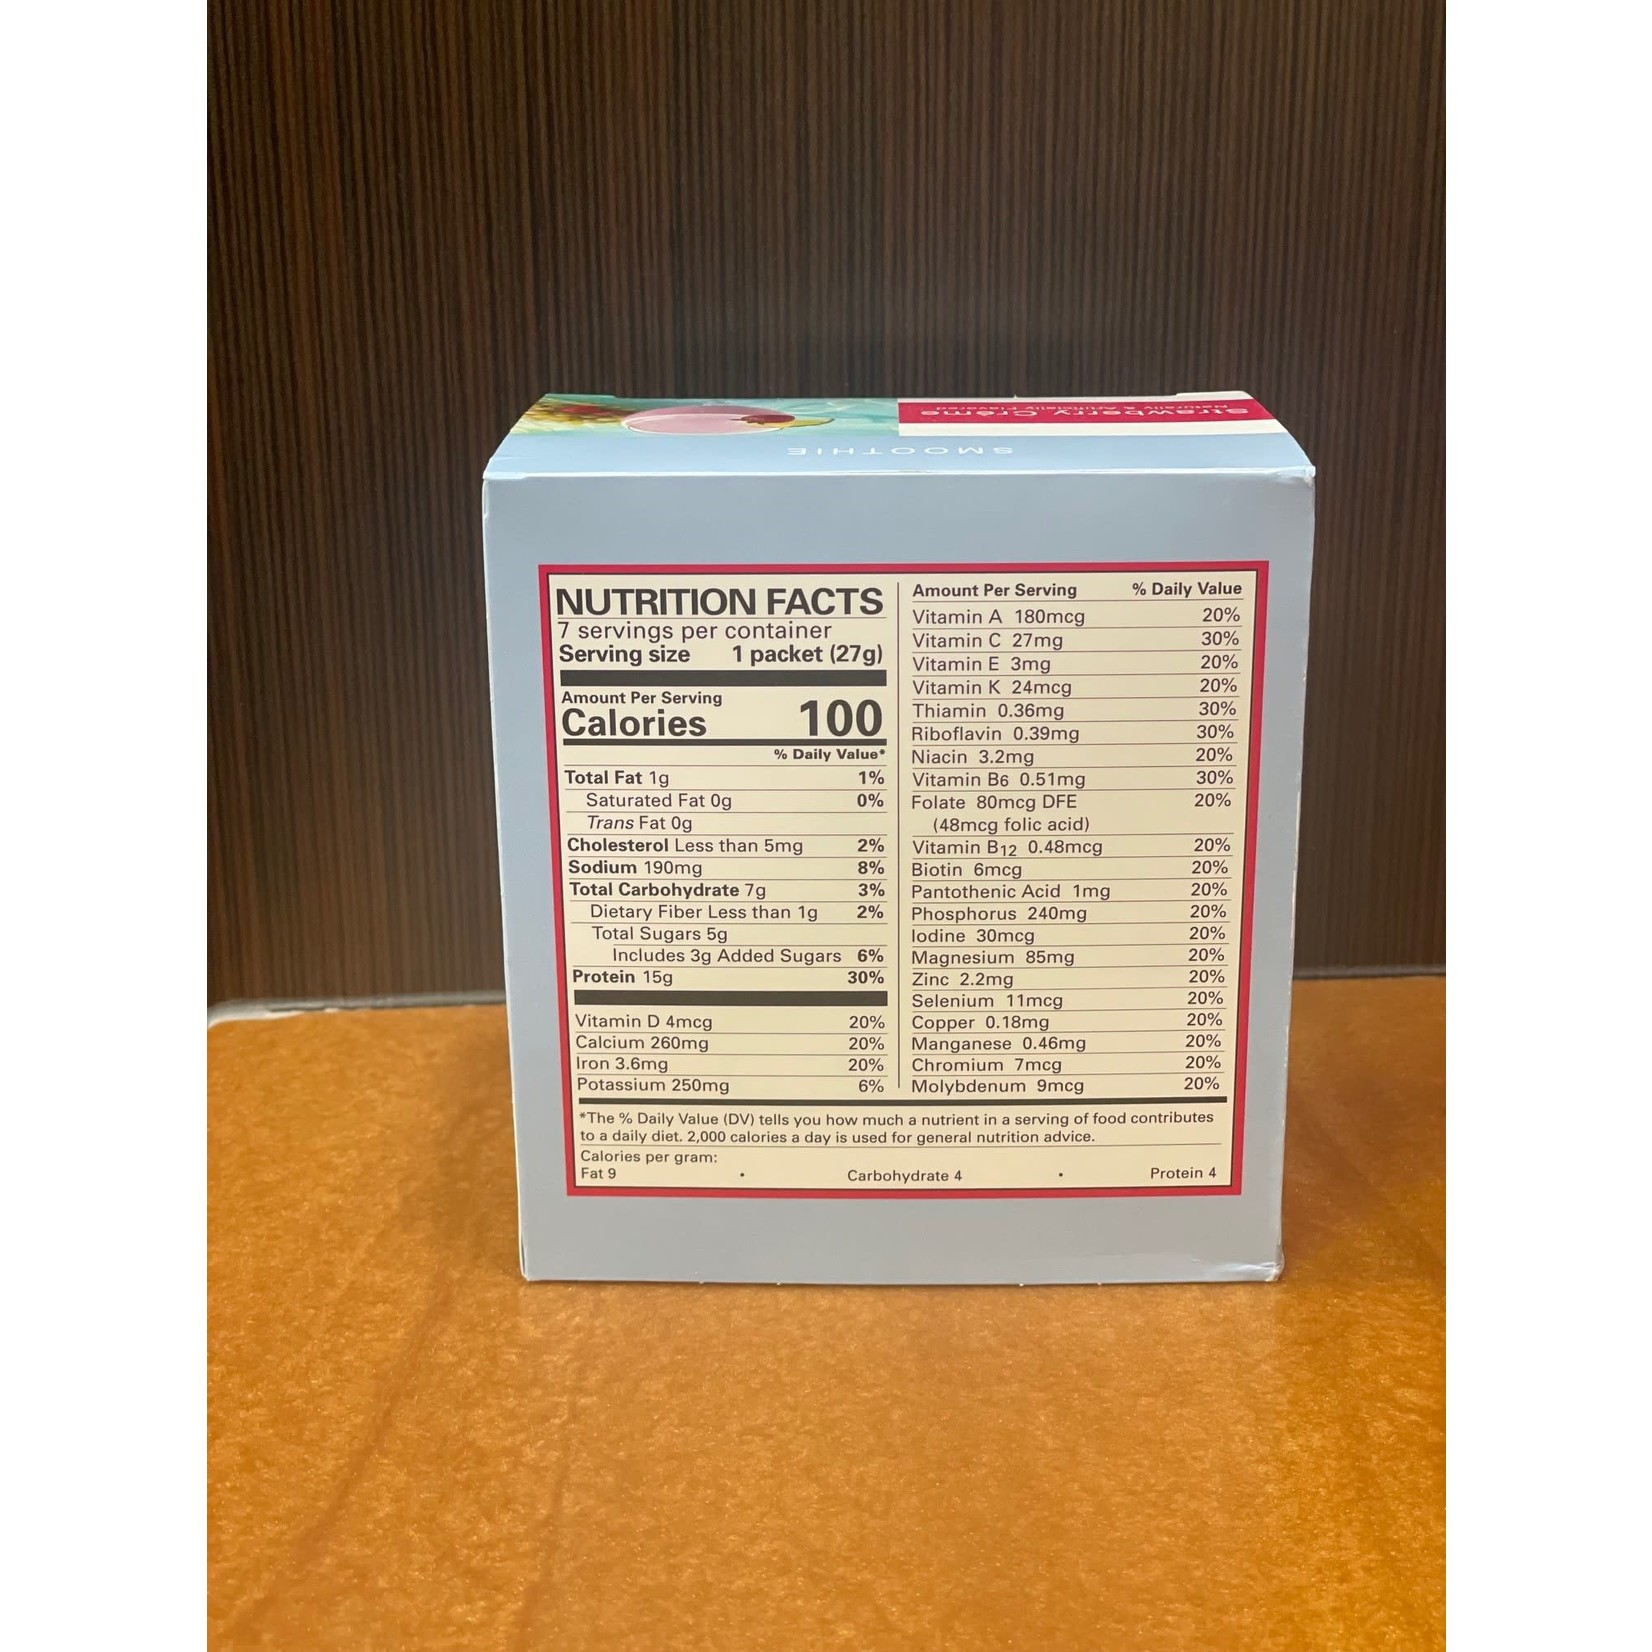 Strawberry Crème
Naturally & Artificially Flavored
SMOOTHIE
NUTRITION FACTS
7 servings per container
Serving size 1 packet (27g)
Amount Per Serving
Calories 100
% Daily Value*
Total Fat 1g 1%
Saturated Fat 0g 0%
Trans Fat 0g
Cholesterol Less than 5mg 2%
Sodium 190mg 8%
Total Carbohydrate 7g 3%
Dietary Fiber Less than 1g 2%
Total Sugars 5g
Includes 3g Added Sugars 6%
Protein 15g 30%
Vitamin D 4mcg 20%
Calcium 260mg 20%
Iron 3.6mg 20%
Potassium 250mg 6%
Amount Per Serving % Daily Value
Vitamin A 180mcg 20%
Vitamin C 27mg 30%
Vitamin E 3mg 20%
Vitamin K 24mcg 20%
Thiamin 0.36mg 30%
Riboflavin 0.39mg 30%
Niacin 3.2mg 20%
Vitamin B6 0.51mg 30%
Folate 80mcg DFE 20%
(48mcg folic acid)
Vitamin B12 0.48mcg 20%
Biotin 6mcg 20%
Pantothenic Acid 1mg 20%
Phosphorus 240mg 20%
Iodine 30mcg 20%
Magnesium 85mg 20%
Zinc 2.2mg 20%
Selenium 11mcg 20%
Copper 0.18mg 20%
Manganese 0.46mg 20%
Chromium 7mcg 20%
Molybdenum 9mcg 20%
*The % Daily Value (DV) tells you how much a nutrient in a serving of food contributes
to a daily diet. 2,000 calories a day is used for general nutrition advice.
Calories per gram:
Fat 9 • Carbohydrate 4 • Protein 4